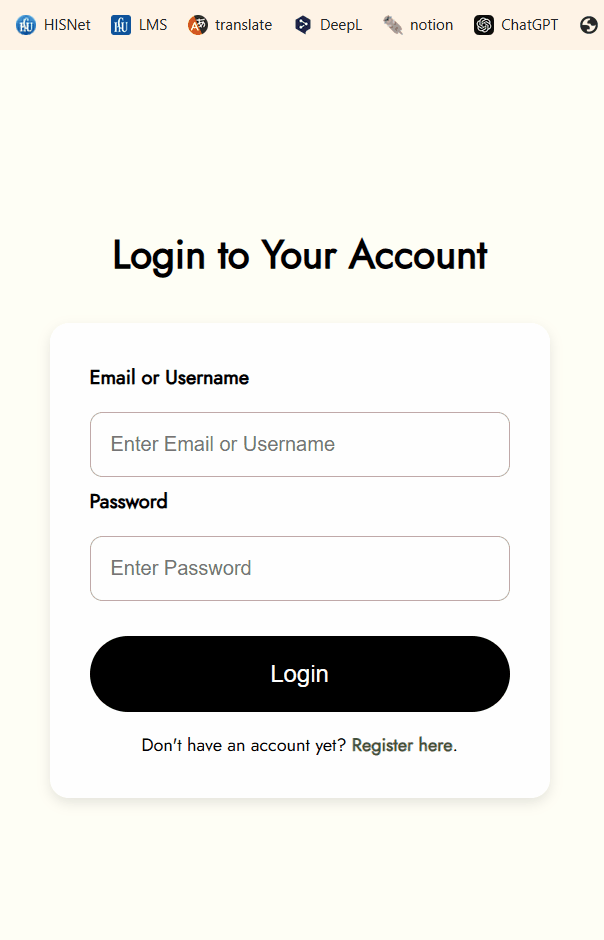 HISNet LMS translate DeepL notion ChatGPT
Login to Your Account
Email or Username
Enter Email or Username
Password
Enter Password
Login
Don't have an account yet? Register here.